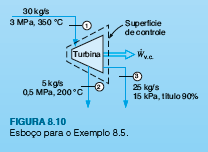 30 kg/s
3 MPa, 350 °C
1
Superfície
de controle
Turbina
Ẇv.c.
5 kg/s
0,5 MPa, 200 °C
2
3
25 kg/s
15 kPa, título 90%
FIGURA 8.10
Esboço para o Exemplo 8.5.